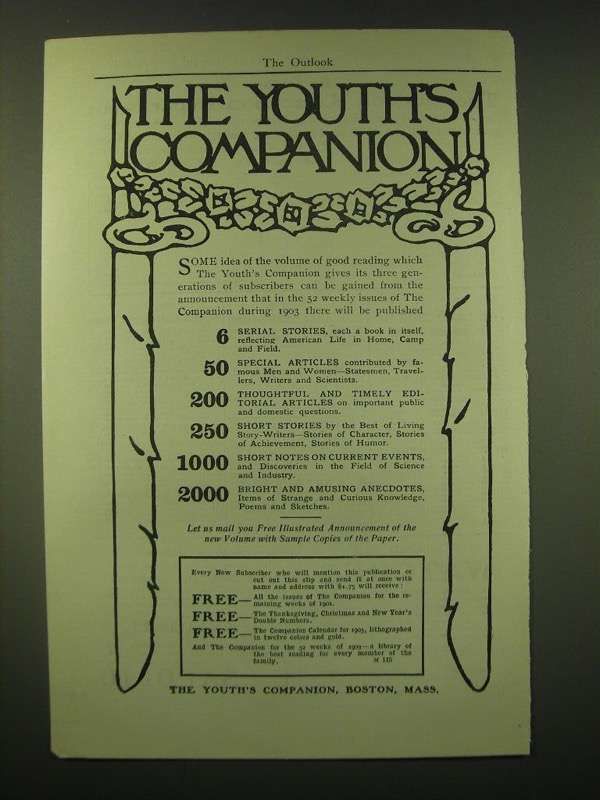 The Outlook
THE YOUTH'S
COMPANION
SOME idea of the volume of good reading which
The Youth's Companion gives its three gen-
erations of subscribers can be gained from the
announcement that in the 52 weekly issues of The
Companion during 1903 there will be published
6 SERIAL STORIES, each a book in itself,
reflecting American Life in Home, Camp
and Field.
50 SPECIAL ARTICLES contributed by fa-
mous Men and Women—Statesmen, Travel-
lers, Writers and Scientists.
200 THOUGHTFUL AND TIMELY EDI-
TORIAL ARTICLES on important public
and domestic questions.
250 SHORT STORIES by the Best of Living
Story-Writers—Stories of Character, Stories
of Achievement, Stories of Humor.
1000 SHORT NOTES ON CURRENT EVENTS,
and Discoveries in the Field of Science
and Industry.
2000 BRIGHT AND AMUSING ANECDOTES,
Items of Strange and Curious Knowledge,
Poems and Sketches.
Let us mail you Free Illustrated Announcement of the
new Volume with Sample Copies of the Paper.
Every New Subscriber who will mention this publication or
cut out this slip and send it at once with
name and address with $1.75 will receive:
FREE—All the issues of The Companion for the re-
maining weeks of 1902.
FREE—The Thanksgiving, Christmas and New Year's
Double Numbers.
FREE—The Companion Calendar for 1903, lithographed
in twelve colors and gold.
And The Companion for the 52 weeks of 1903—a library of
the best reading for every member of the
family.
THE YOUTH'S COMPANION, BOSTON, MASS.